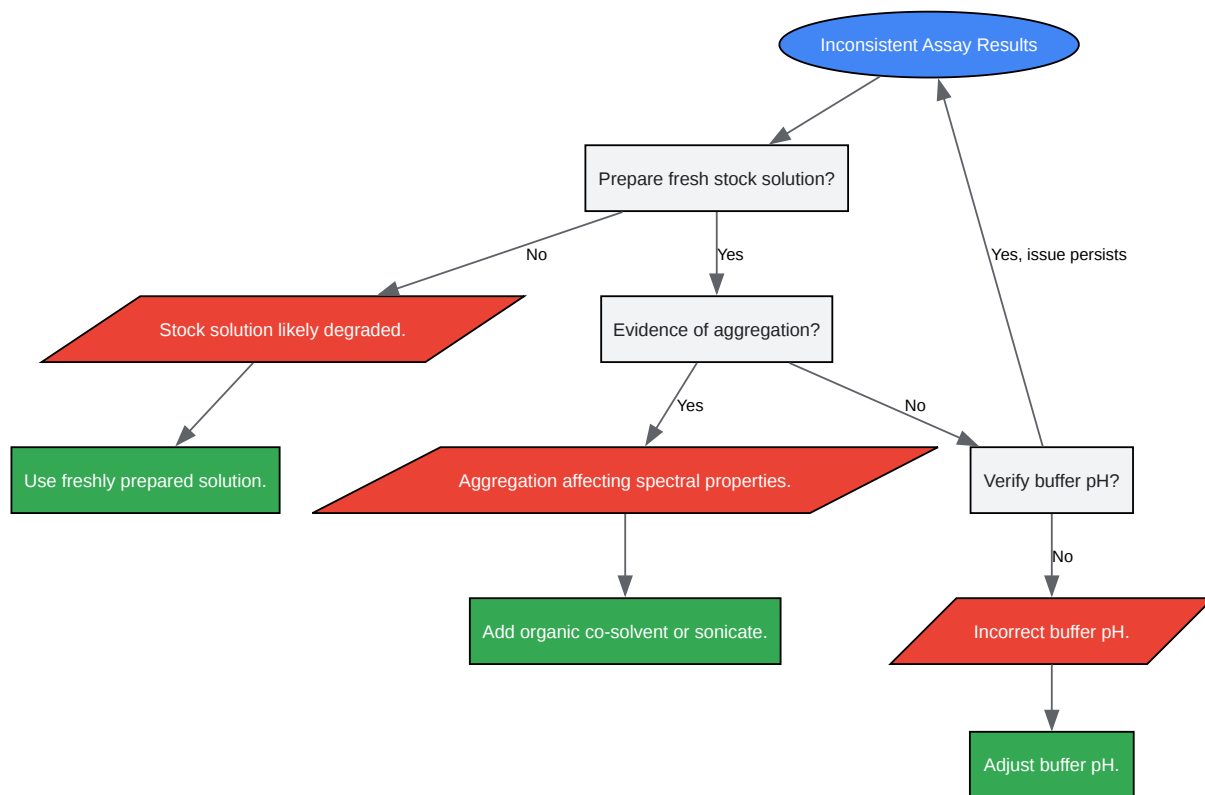 Inconsistent Assay Results
Prepare fresh stock solution?
No
Yes
Yes, issue persists
Stock solution likely degraded.
Evidence of aggregation?
Yes
No
Use freshly prepared solution.
Aggregation affecting spectral properties.
Verify buffer pH?
No
Add organic co-solvent or sonicate.
Incorrect buffer pH.
Adjust buffer pH.